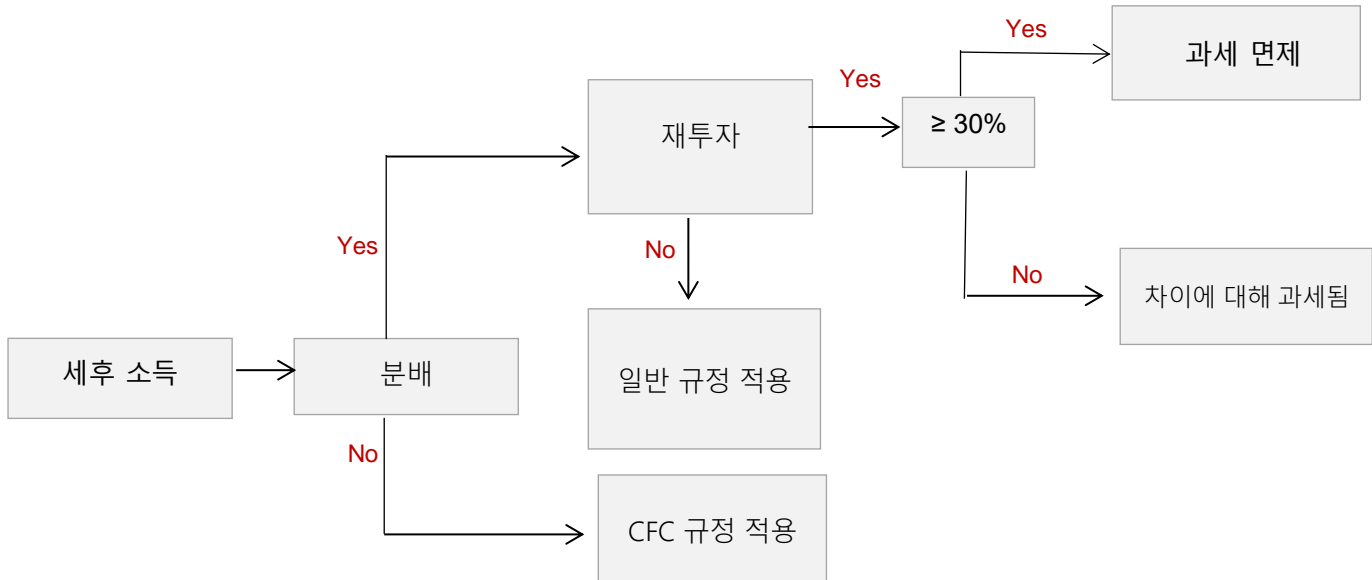 Yes
과세 면제
Yes
재투자
≥ 30%
Yes
No
No
차이에 대해 과세됨
세후 소득
분배
일반 규정 적용
No
CFC 규정 적용